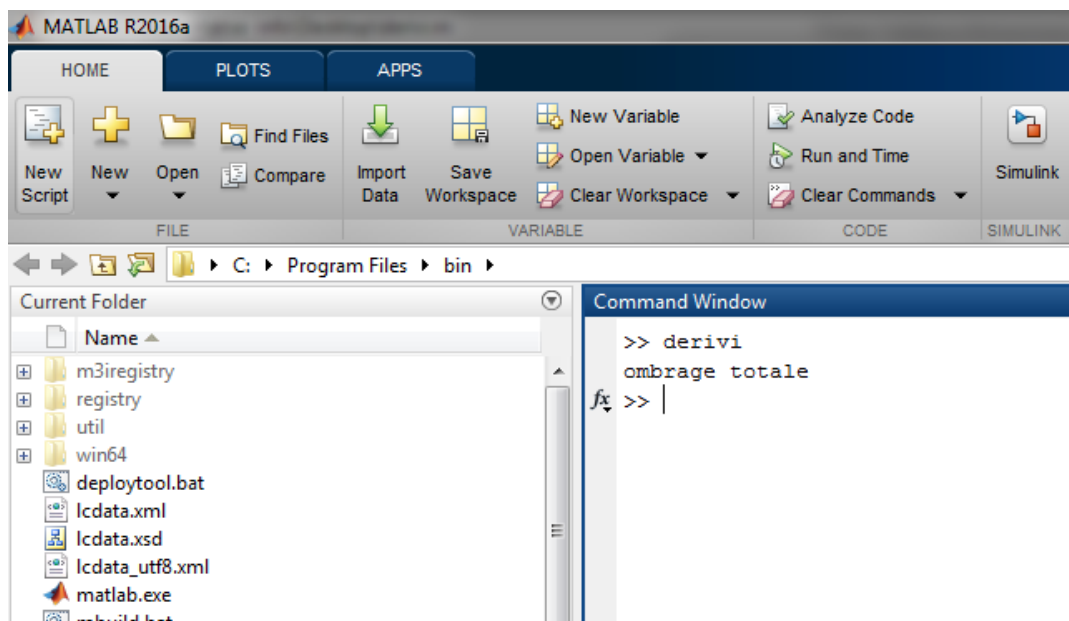 MATLAB R2016a
HOME PLOTS APPS
New Script
New
Open
Find Files
Compare
FILE
Import Data
Save Workspace
New Variable
Open Variable
Clear Workspace
VARIABLE
Analyze Code
Run and Time
Clear Commands
CODE
Simulink
SIMULINK
C: Program Files bin
Current Folder
Name
m3iregistry
registry
util
win64
deploytool.bat
lcdata.xml
lcdata.xsd
lcdata_utf8.xml
matlab.exe
mbuild.bat
Command Window
>> derivi
ombrage totale
fx >>